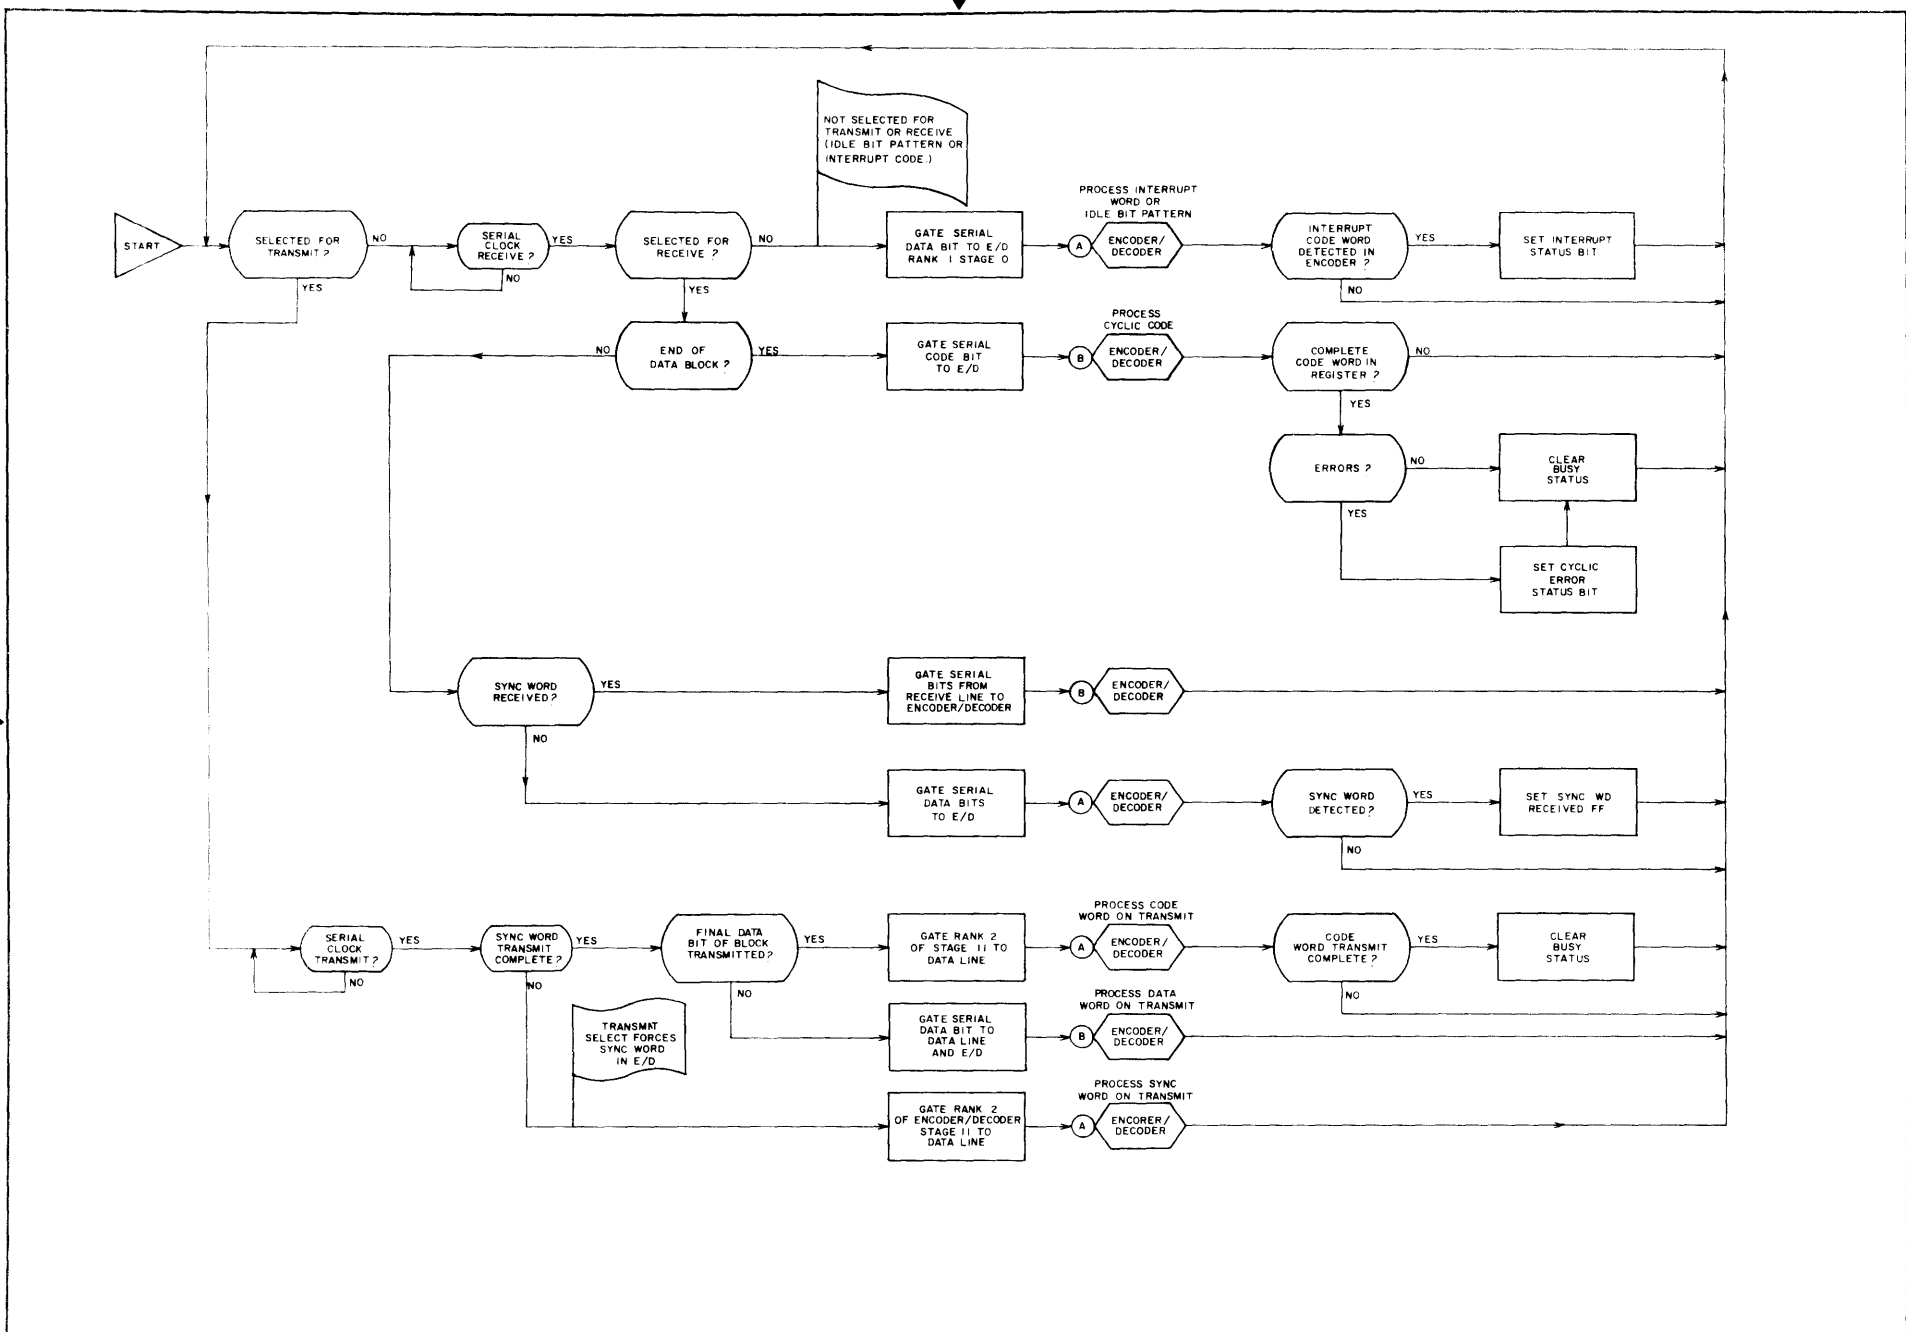 NOT SELECTED FOR
TRANSMIT OR RECEIVE
(IDLE BIT PATTERN OR
INTERRUPT CODE.)
START
SELECTED FOR
TRANSMIT ?
NO
YES
SERIAL
CLOCK
RECEIVE ?
YES
NO
SELECTED FOR
RECEIVE ?
NO
YES
GATE SERIAL
DATA BIT TO E/D
RANK 1 STAGE 0
PROCESS INTERRUPT
WORD OR
IDLE BIT PATTERN
A
ENCODER/
DECODER
INTERRUPT
CODE WORD
DETECTED IN
ENCODER ?
YES
NO
SET INTERRUPT
STATUS BIT
END OF
DATA BLOCK ?
NO
YES
GATE SERIAL
CODE BIT
TO E/D
PROCESS
CYCLIC CODE
B
ENCODER/
DECODER
COMPLETE
CODE WORD IN
REGISTER ?
NO
YES
ERRORS ?
NO
YES
CLEAR
BUSY
STATUS
SET CYCLIC
ERROR
STATUS BIT
SYNC WORD
RECEIVED?
YES
NO
GATE SERIAL
BITS FROM
RECEIVE LINE TO
ENCODER/DECODER
B
ENCODER/
DECODER
GATE SERIAL
DATA BITS
TO E/D
A
ENCODER/
DECODER
SYNC WORD
DETECTED?
YES
NO
SET SYNC WD
RECEIVED FF
SERIAL
CLOCK
TRANSMIT?
YES
NO
SYNC WORD
TRANSMIT
COMPLETE?
YES
NO
FINAL DATA
BIT OF BLOCK
TRANSMITTED?
YES
NO
GATE RANK 2
OF STAGE 11 TO
DATA LINE
PROCESS CODE
WORD ON TRANSMIT
A
ENCODER/
DECODER
CODE
WORD TRANSMIT
COMPLETE ?
YES
NO
CLEAR
BUSY
STATUS
TRANSMIT
SELECT FORCES
SYNC WORD
IN E/D
GATE SERIAL
DATA BIT TO
DATA LINE
AND E/D
PROCESS DATA
WORD ON TRANSMIT
B
ENCODER/
DECODER
GATE RANK 2
OF ENCODER/DECODER
STAGE 11 TO
DATA LINE
PROCESS SYNC
WORD ON TRANSMIT
A
ENCORER/
DECODER